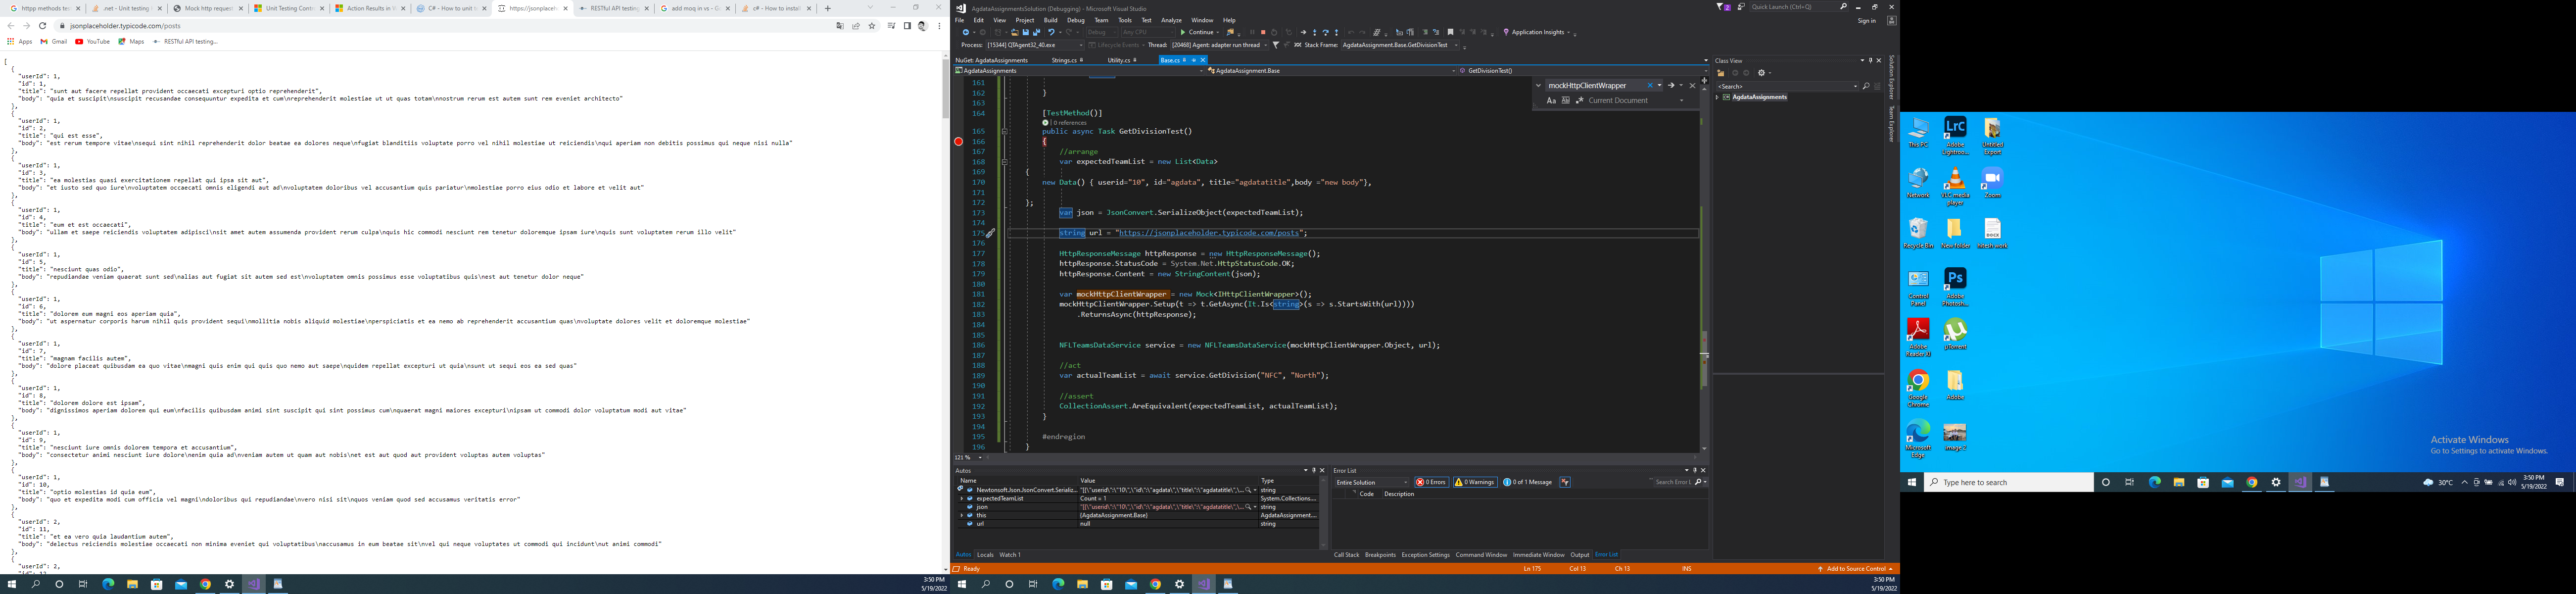 httpp methods te
.net - Unit testing H
Mock http request
Unit Testing Contr
Action Results in W
C# – How to unit t
https://jsonplacehol
RESTful API testing
add moq in vs - Go
c# - How to install
jsonplaceholder.typicode.com/posts
Apps
Gmail
YouTube
Maps
RESTful API testing...
[
{
"userId": 1,
"id": 1,
"title": "sunt aut facere repellat provident occaecati excepturi optio reprehenderit",
"body": "quia et suscipit\nsuscipit recusandae consequuntur expedita et cum\nreprehenderit molestiae ut ut quas totam\nnostrum rerum est autem sunt rem eveniet architecto"
},
{
"userId": 1,
"id": 2,
"title": "qui est esse",
"body": "est rerum tempore vitae\nsequi sint nihil reprehenderit dolor beatae ea dolores neque\nfugiat blanditiis voluptate porro vel nihil molestiae ut reiciendis\nqui aperiam non debitis possimus qui neque nisi nulla"
},
{
"userId": 1,
"id": 3,
"title": "ea molestias quasi exercitationem repellat qui ipsa sit aut",
"body": "et iusto sed quo iure\nvoluptatem occaecati omnis eligendi aut ad\nvoluptatem doloribus vel accusantium quis pariatur\nmolestiae porro eius odio et labore et velit aut"
},
{
"userId": 1,
"id": 4,
"title": "eum et est occaecati",
"body": "ullam et saepe reiciendis voluptatem adipisci\nsit amet autem assumenda provident rerum culpa\nquis hic commodi nesciunt rem tenetur doloremque ipsam iure\nquis sunt voluptatem rerum illo velit"
},
{
"userId": 1,
"id": 5,
"title": "nesciunt quas odio",
"body": "repudiandae veniam quaerat sunt sed\nalias aut fugiat sit autem sed est\nvoluptatem omnis possimus esse voluptatibus quis\nest aut tenetur dolor neque"
},
{
"userId": 1,
"id": 6,
"title": "dolorem eum magni eos aperiam quia",
"body": "ut aspernatur corporis harum nihil quis provident sequi\nmollitia nobis aliquid molestiae\nperspiciatis et ea nemo ab reprehenderit accusantium quas\nvoluptate dolores velit et doloremque molestiae"
},
{
"userId": 1,
"id": 7,
"title": "magnam facilis autem",
"body": "dolore placeat quibusdam ea quo vitae\nmagni quis enim qui quis quo nemo aut saepe\nquidem repellat excepturi ut quia\nsunt ut sequi eos ea sed quas"
},
{
"userId": 1,
"id": 8,
"title": "dolorem dolore est ipsam",
"body": "dignissimos aperiam dolorem qui eum\nfacilis quibusdam animi sint suscipit qui sint possimus cum\nquaerat magni maiores excepturi\nipsam ut commodi dolor voluptatum modi aut vitae"
},
{
"userId": 1,
"id": 9,
"title": "nesciunt iure omnis dolorem tempora et accusantium",
"body": "consectetur animi nesciunt iure dolore\nenim quia ad\nveniam autem ut quam aut nobis\net est aut quod aut provident voluptas autem voluptas"
},
{
"userId": 1,
"id": 10,
"title": "optio molestias id quia eum",
"body": "quo et expedita modi cum officia vel magni\ndoloribus qui repudiandae\nvero nisi sit\nquos veniam quod sed accusamus veritatis error"
},
{
"userId": 2,
"id": 11,
"title": "et ea vero quia laudantium autem",
"body": "delectus reiciendis molestiae occaecati non minima eveniet qui voluptatibus\naccusamus in eum beatae sit\nvel qui neque voluptates ut commodi qui incidunt\nut animi commodi"
},
{
"userId": 2,
3:50 PM
5/19/2022
AgdataAssignmentsSolution (Debugging) - Microsoft Visual Studio
2
Quick Launch (Ctrl+Q)
File Edit View Project Build Debug Team Tools Test Analyze Window Help
Sign in
Debug Any CPU Continue Application Insights
Process: [15344] QTAgent32_40.exe Lifecycle Events Thread: [20468] Agent: adapter run thread Stack Frame: AgdataAssignment.Base.GetDivisionTest
NuGet: AgdataAssignments Strings.cs Utility.cs Base.cs
AgdataAssignments AgdataAssignment.Base GetDivisionTest()
mockHttpClientWrapper
Aa Current Document
161
162 }
163
164 [TestMethod()]
0 references
165 public async Task GetDivisionTest()
166 {
167 //arrange
168 var expectedTeamList = new List<Data>
169 {
170 new Data() { userid="10", id="agdata", title="agdatatitle",body ="new body"},
171
172 };
173 var json = JsonConvert.SerializeObject(expectedTeamList);
174
175 string url = "https://jsonplaceholder.typicode.com/posts";
176
177 HttpResponseMessage httpResponse = new HttpResponseMessage();
178 httpResponse.StatusCode = System.Net.HttpStatusCode.OK;
179 httpResponse.Content = new StringContent(json);
180
181 var mockHttpClientWrapper = new Mock<IHttpClientWrapper>();
182 mockHttpClientWrapper.Setup(t => t.GetAsync(It.Is<string>(s => s.StartsWith(url))))
183 .ReturnsAsync(httpResponse);
184
185
186 NFLTeamsDataService service = new NFLTeamsDataService(mockHttpClientWrapper.Object, url);
187
188 //act
189 var actualTeamList = await service.GetDivision("NFC", "North");
190
191 //assert
192 CollectionAssert.AreEquivalent(expectedTeamList, actualTeamList);
193 }
194
195 #endregion
196 }
121 %
Autos
Name Value Type
Newtonsoft.Json.JsonConvert.Serializ... "[{\"userid\":\"10\",\"id\":\"agdata\",\"title\":\"agdatatitle\",\... string
expectedTeamList Count = 1 System.Collections....
json "[{\"userid\":\"10\",\"id\":\"agdata\",\"title\":\"agdatatitle\",\... string
this {AgdataAssignment.Base} AgdataAssignment....
url null string
Autos Locals Watch 1
Error List
Entire Solution 0 Errors 0 Warnings 0 of 1 Message Search Error L
Code Description
Call Stack Breakpoints Exception Settings Command Window Immediate Window Output Error List
Class View
<Search>
AgdataAssignments
Solution Explorer
Team Explorer
Ready Ln 175 Col 13 Ch 13 INS Add to Source Control
3:50 PM
5/19/2022
This PC
Adobe Lightroo...
Untitled Export
Network
VLC media player
Zoom
Recycle Bin
New folder
hitesh work
Control Panel
Adobe Photosh...
Adobe Reader XI
µTorrent
Google Chrome
Adobe
Microsoft Edge
image 2
Activate Windows
Go to Settings to activate Windows.
Type here to search
30°C
3:50 PM
5/19/2022